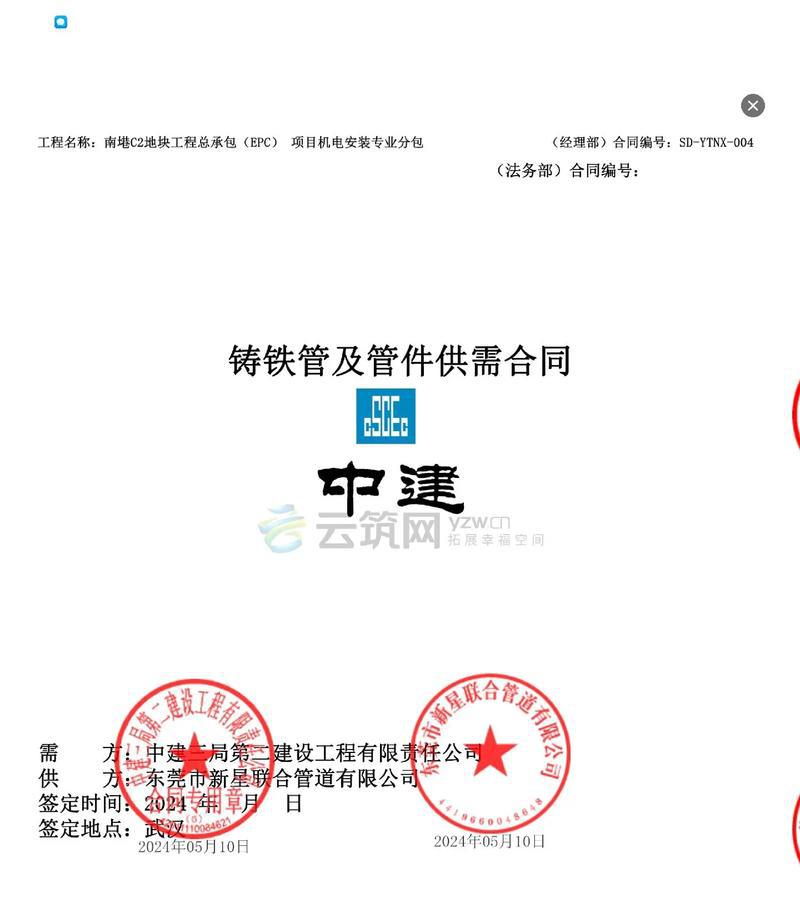 工程名称：南塂C2地块工程总承包（EPC） 项目机电安装专业分包
（经理部）合同编号：SD-YTNX-004
（法务部）合同编号：
铸铁管及管件供需合同
CSCEC
中建
云筑网 yzw.cn
拓展幸福空间
需 方：中建三局第二建设工程有限责任公司
供 方：东莞市新星联合管道有限公司
签定时间：2024 年 月 日
签定地点：武汉
2024年05月10日
2024年05月10日
中建三局第二建设工程有限责任公司
合同专用章
东莞市新星联合管道有限公司
4419660048648